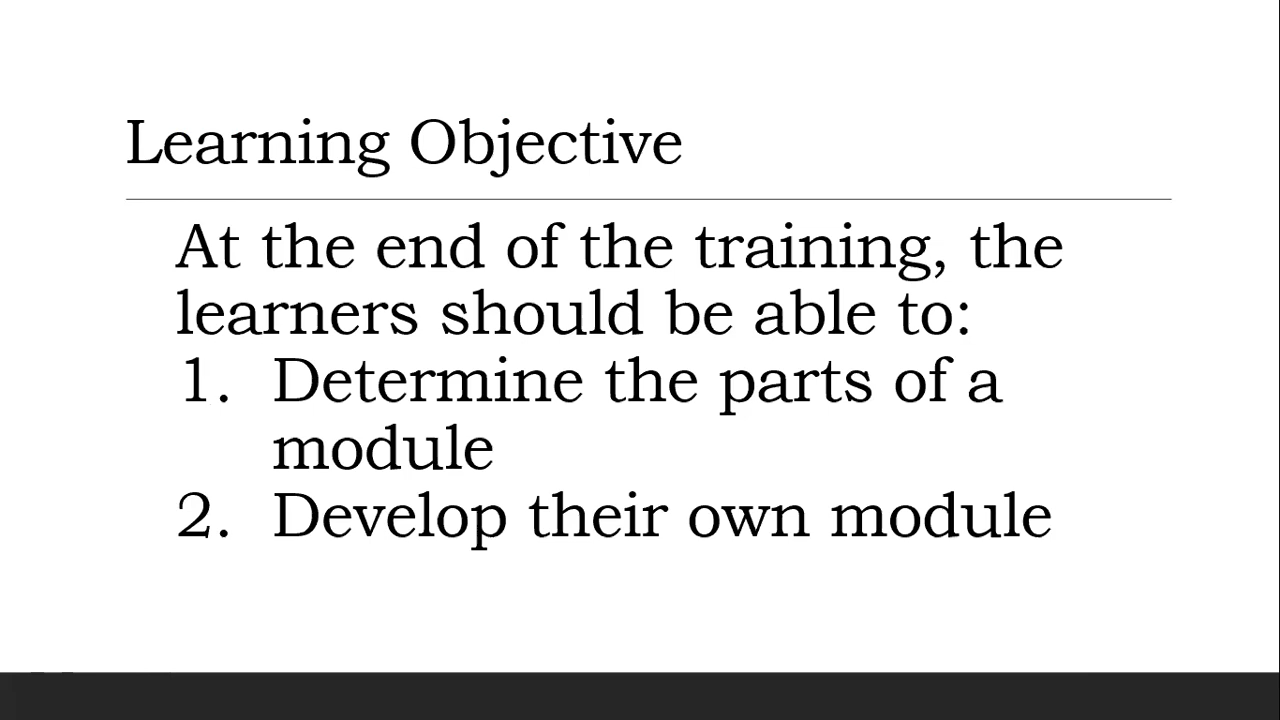 Learning Objective
At the end of the training, the
learners should be able to:
1. Determine the parts of a
module
2. Develop their own module